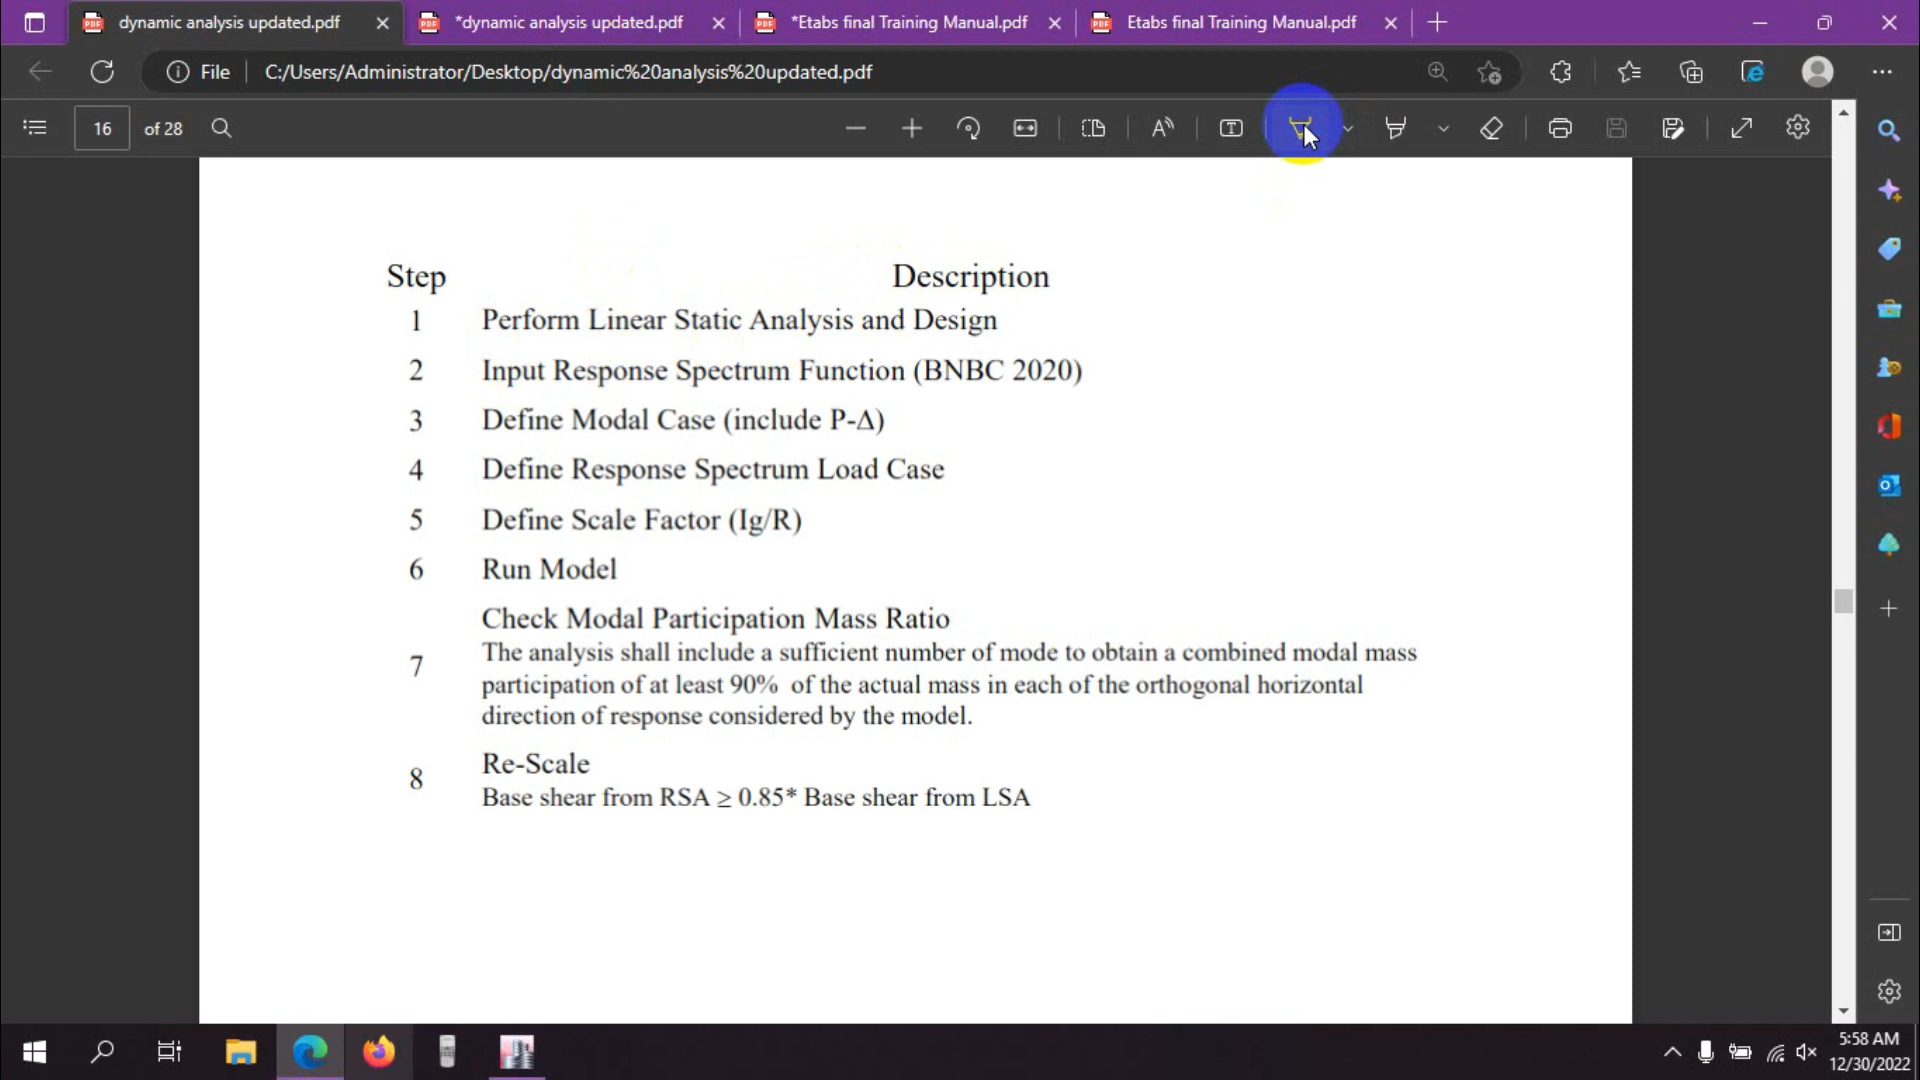 dynamic analysis updated.pdf
*dynamic analysis updated.pdf
*Etabs final Training Manual.pdf
Etabs final Training Manual.pdf
File
C:/Users/Administrator/Desktop/dynamic%20analysis%20updated.pdf
16 of 28
Step Description
1 Perform Linear Static Analysis and Design
2 Input Response Spectrum Function (BNBC 2020)
3 Define Modal Case (include P-Δ)
4 Define Response Spectrum Load Case
5 Define Scale Factor (Ig/R)
6 Run Model
Check Modal Participation Mass Ratio
7 The analysis shall include a sufficient number of mode to obtain a combined modal mass
participation of at least 90% of the actual mass in each of the orthogonal horizontal
direction of response considered by the model.
8 Re-Scale
Base shear from RSA ≥ 0.85* Base shear from LSA
5:58 AM
12/30/2022